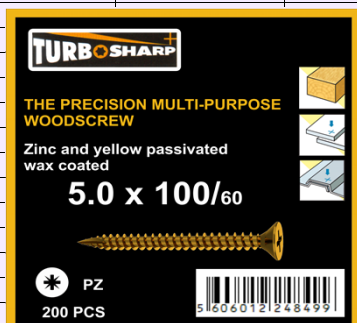 TURBOSHARP
THE PRECISION MULTI-PURPOSE
WOODSCREW
Zinc and yellow passivated
wax coated
5.0 x 100/60
PZ
200 PCS
5 606012 248499